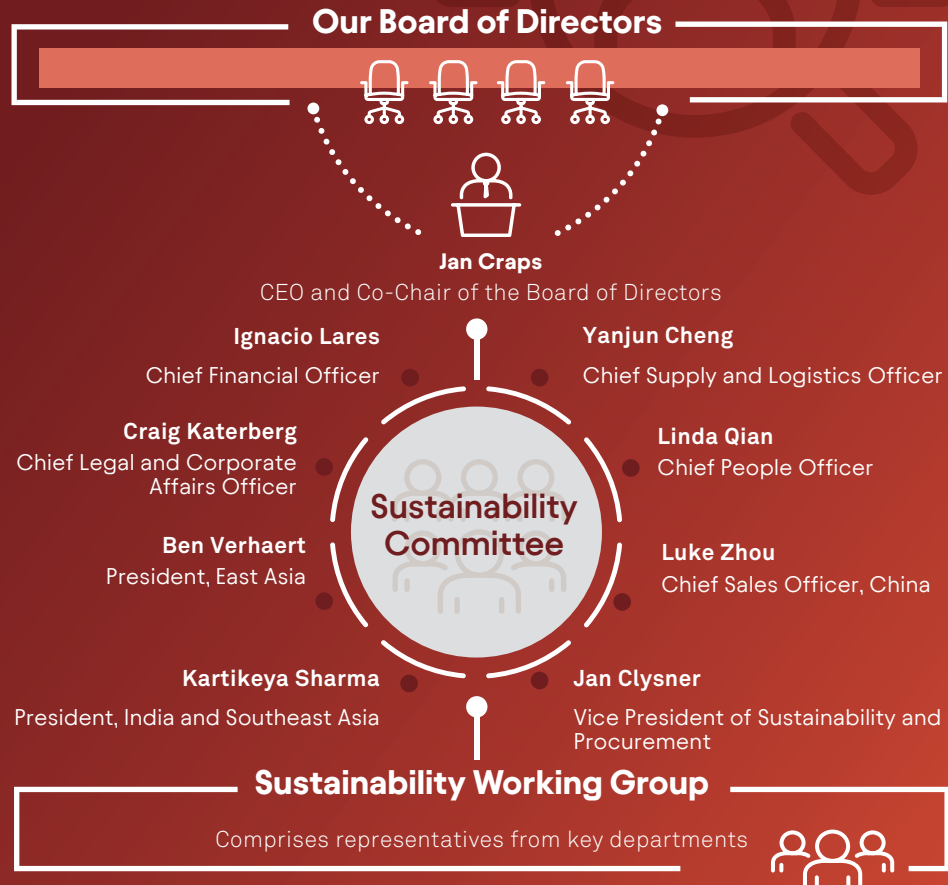 Our Board of Directors
Jan Craps
CEO and Co-Chair of the Board of Directors
Ignacio Lares
Chief Financial Officer
Yanjun Cheng
Chief Supply and Logistics Officer
Craig Katerberg
Chief Legal and Corporate
Affairs Officer
Linda Qian
Chief People Officer
Sustainability
Committee
Ben Verhaert
President, East Asia
Luke Zhou
Chief Sales Officer, China
Kartikeya Sharma
President, India and Southeast Asia
Jan Clysner
Vice President of Sustainability and
Procurement
Sustainability Working Group
Comprises representatives from key departments